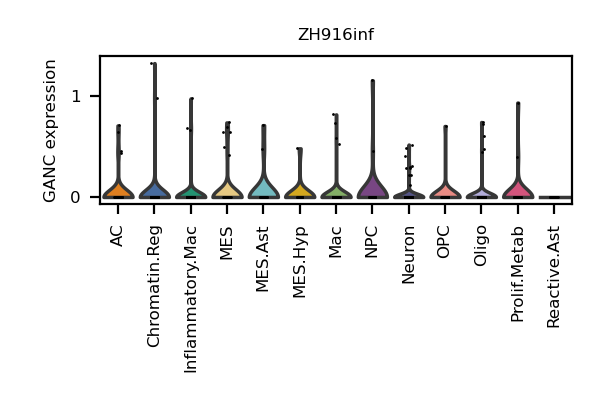 ZH916inf
GANC expression
1
0
AC
Chromatin.Reg
Inflammatory.Mac
MES
MES.Ast
MES.Hyp
Mac
NPC
Neuron
OPC
Oligo
Prolif.Metab
Reactive.Ast